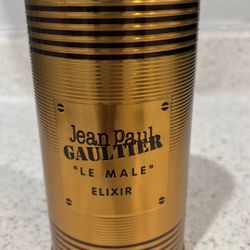 Jean Paul
GAULTIER
"LE MALE"
ELIXIR